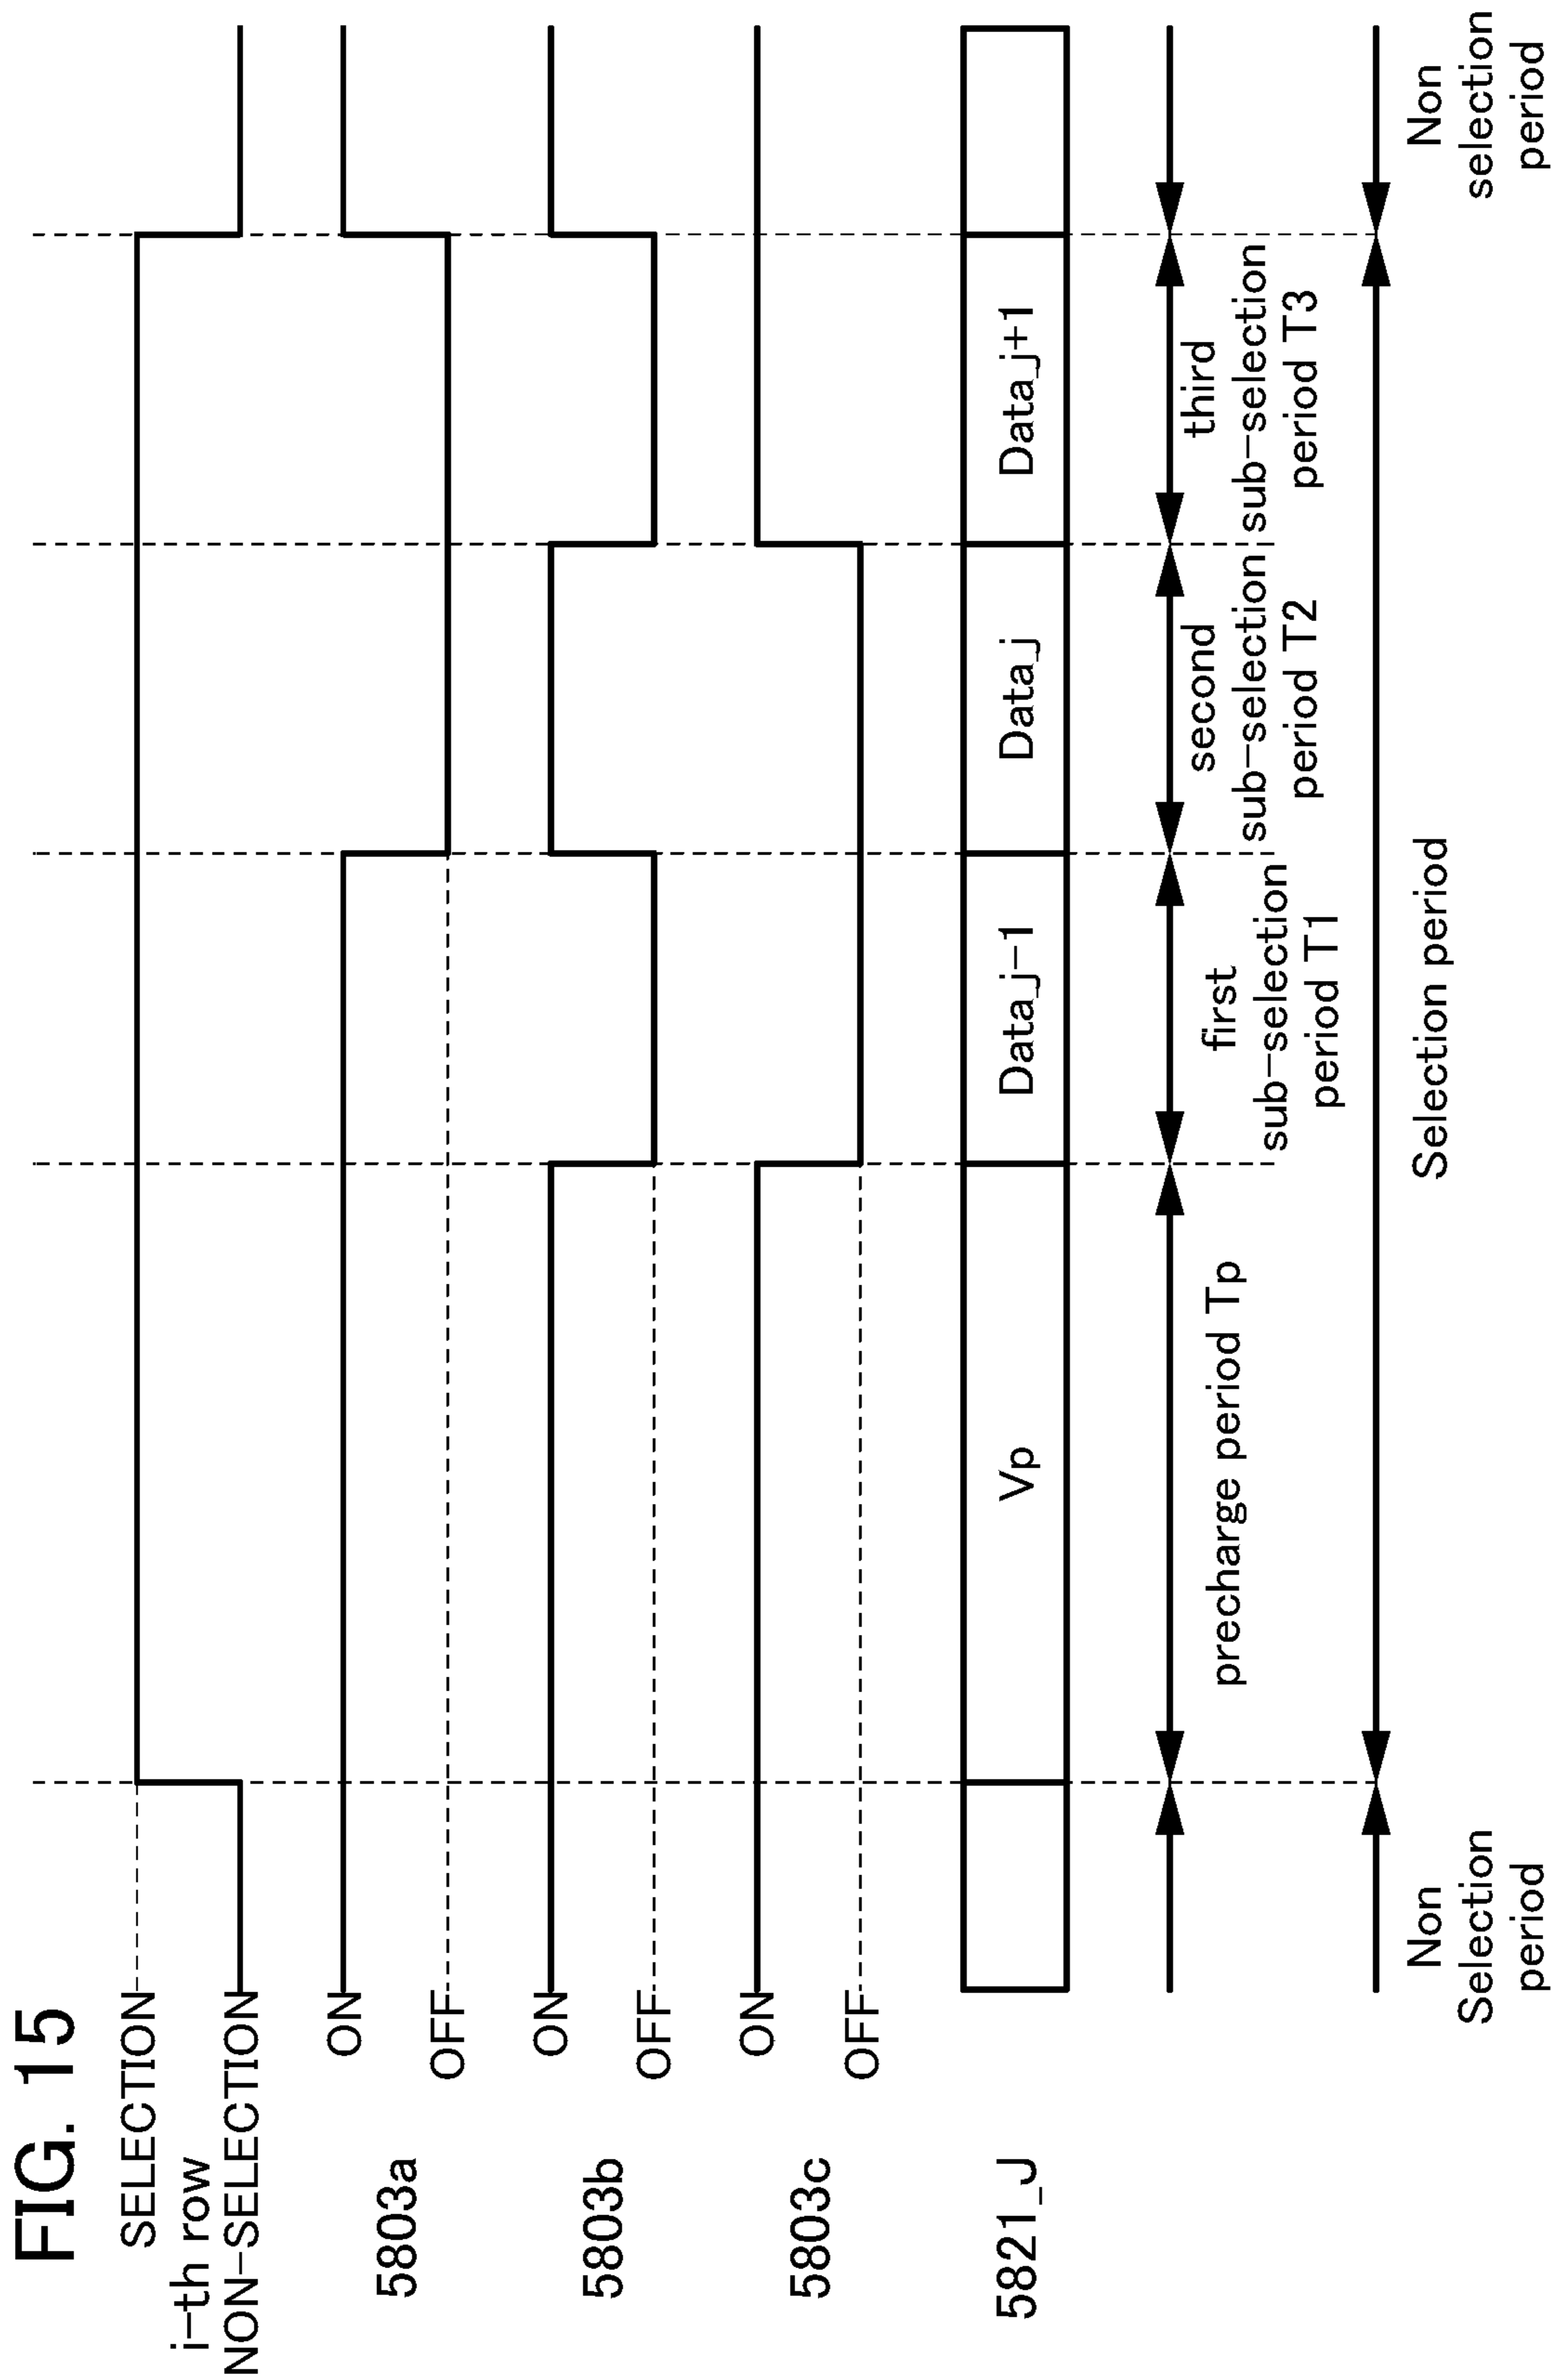 FIG. 15
SELECTION
i-th row
NON-SELECTION
ON
5803a
OFF
ON
5803b
OFF
ON
5803c
OFF
5821_J
Vp
Data_j-1
Data_j
Data_j+1
precharge period Tp
first
sub-selection
period T1
second
sub-selection
period T2
third
sub-selection
period T3
Non
Selection
period
Selection period
Non
selection
period